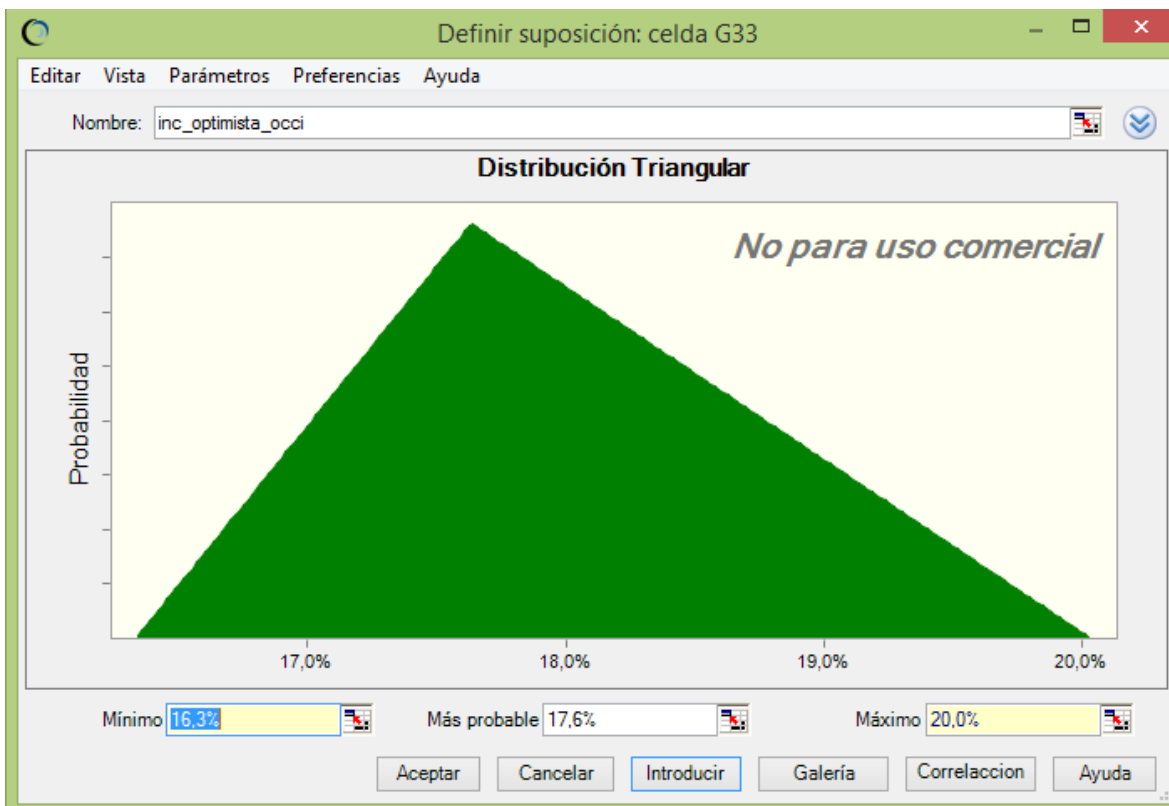 Definir suposición: celda G33
Editar Vista Parámetros Preferencias Ayuda
Nombre: inc_optimista_occi
Distribución Triangular
No para uso comercial
Probabilidad
17,0% 18,0% 19,0% 20,0%
Mínimo 16,3% Más probable 17,6% Máximo 20,0%
Aceptar Cancelar Introducir Galería Correlaccion Ayuda